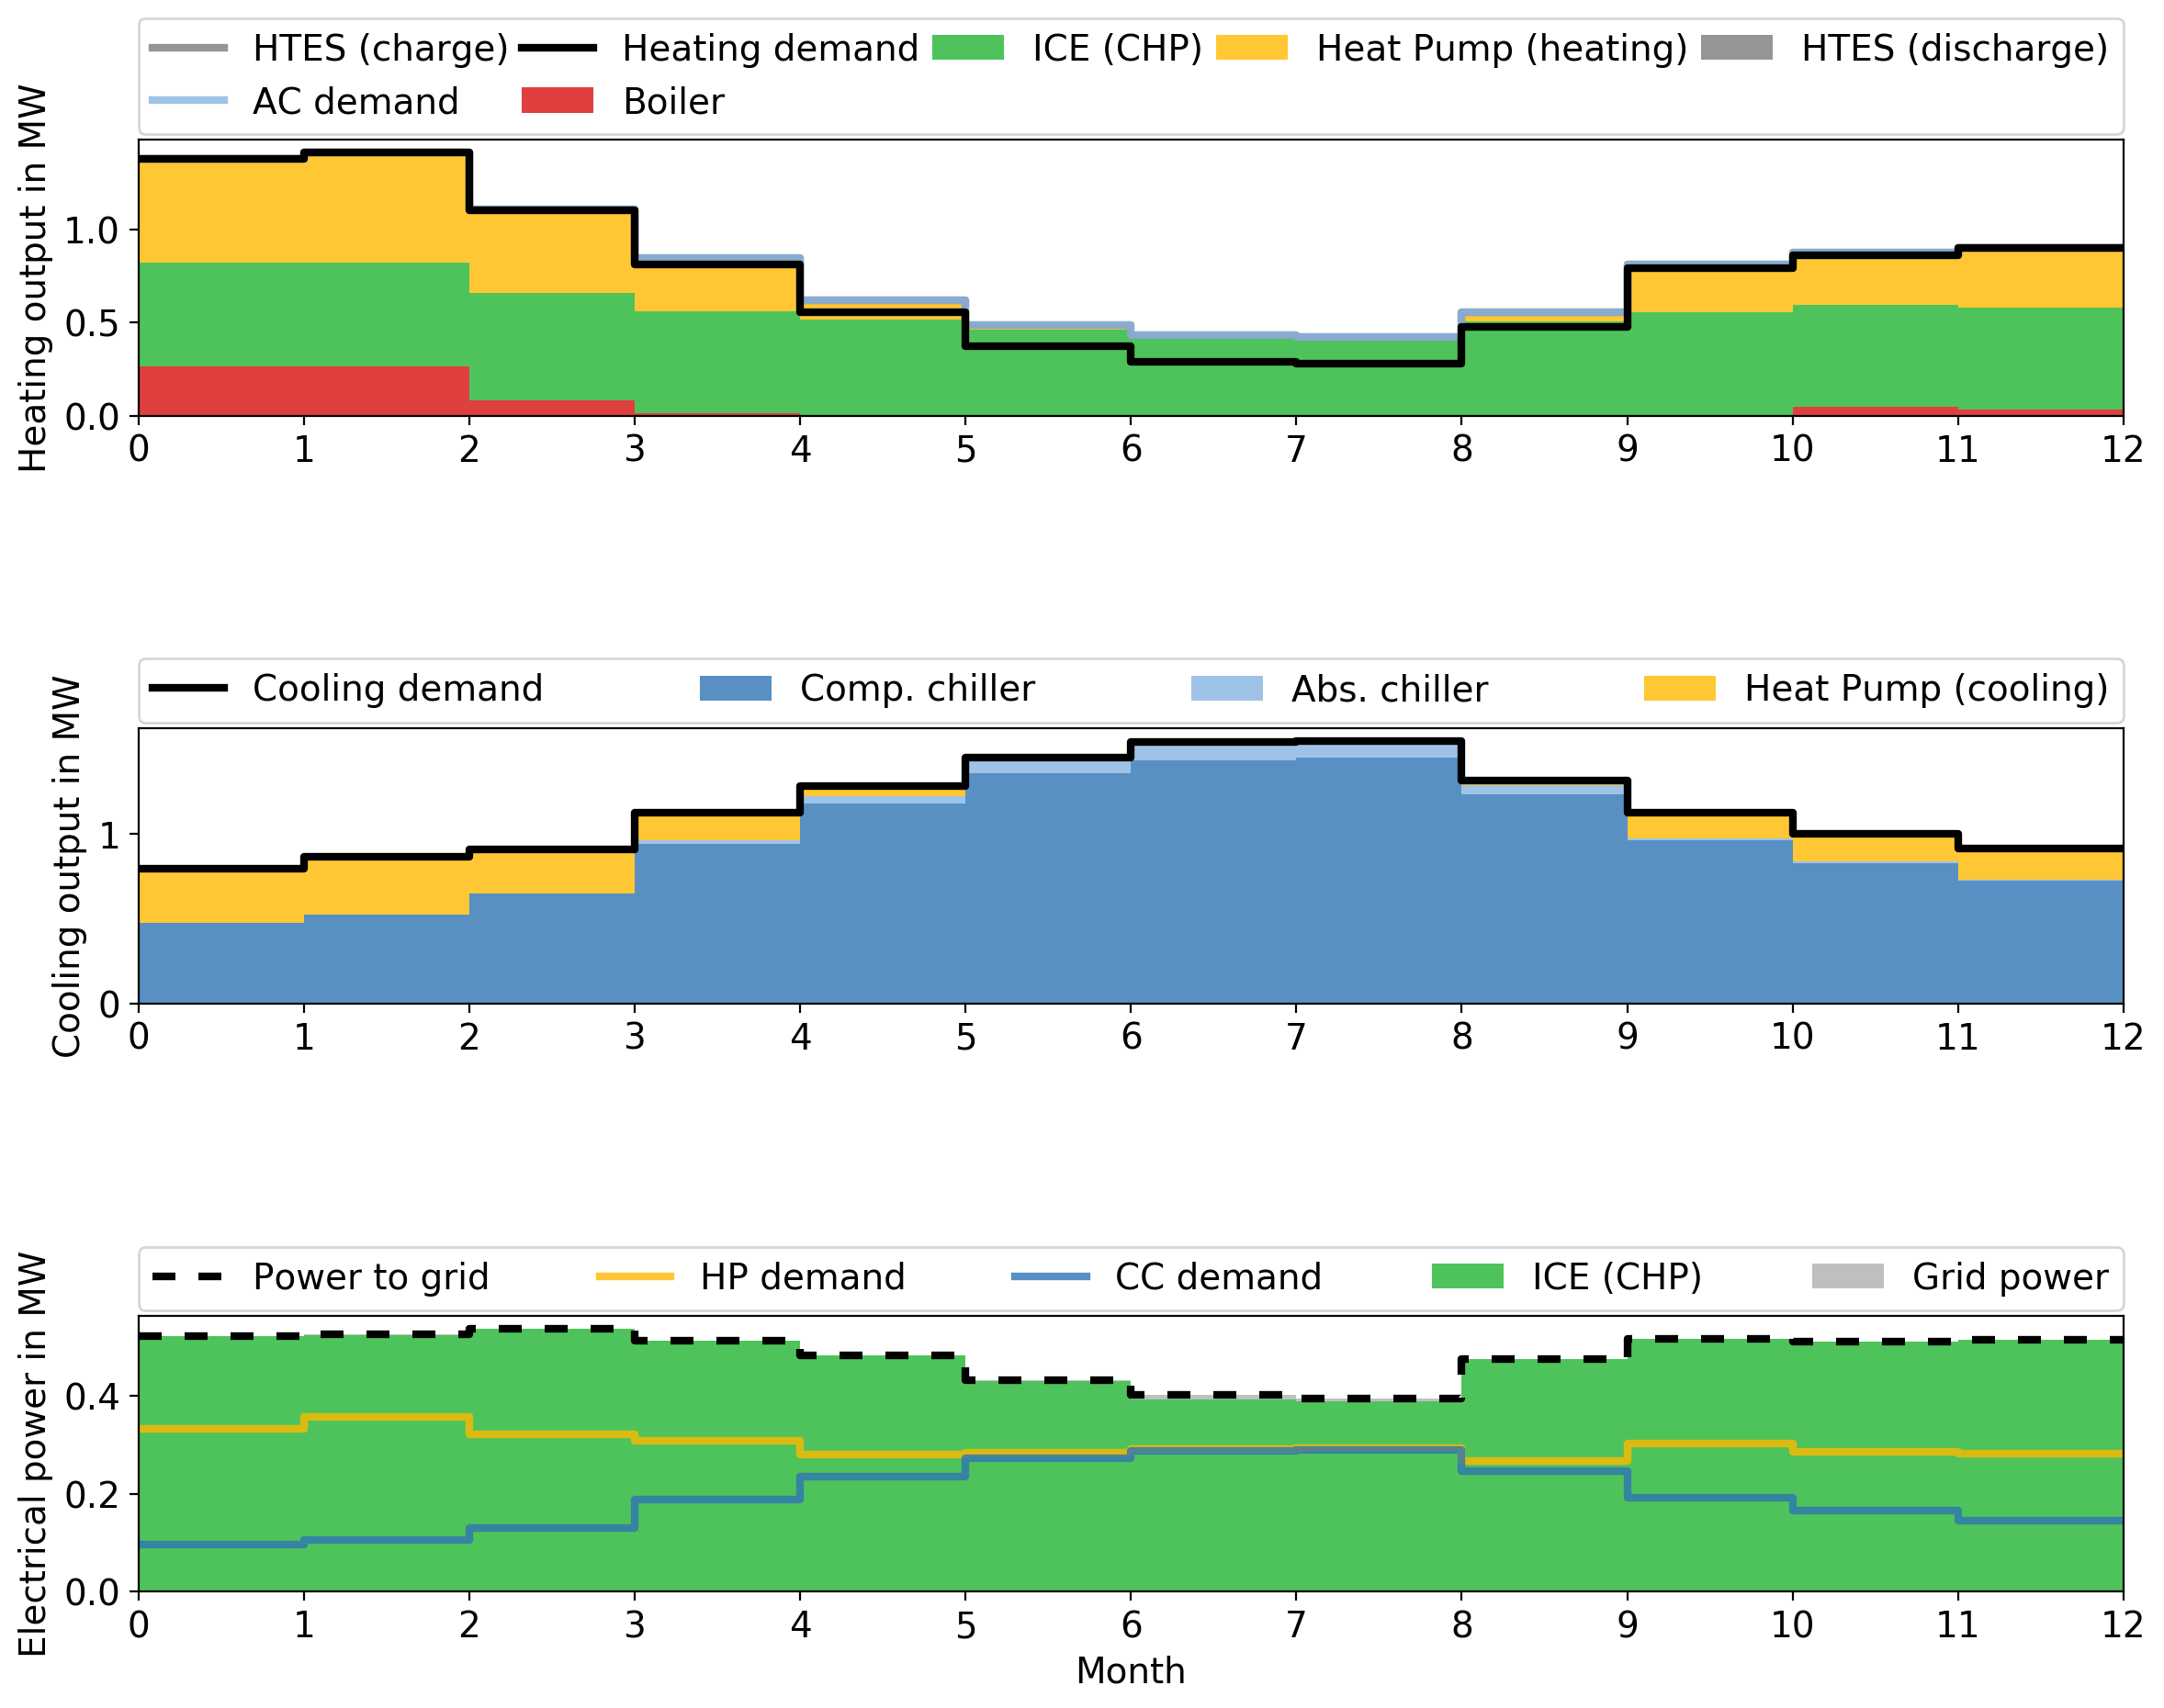 HTES (charge) Heating demand ICE (CHP) Heat Pump (heating) HTES (discharge)
AC demand Boiler
Heating output in MW
1.0
0.5
0.0
0 1 2 3 4 5 6 7 8 9 10 11 12
Cooling demand Comp. chiller Abs. chiller Heat Pump (cooling)
Cooling output in MW
1
0
0 1 2 3 4 5 6 7 8 9 10 11 12
Power to grid HP demand CC demand ICE (CHP) Grid power
Electrical power in MW
0.4
0.2
0.0
0 1 2 3 4 5 6 7 8 9 10 11 12
Month